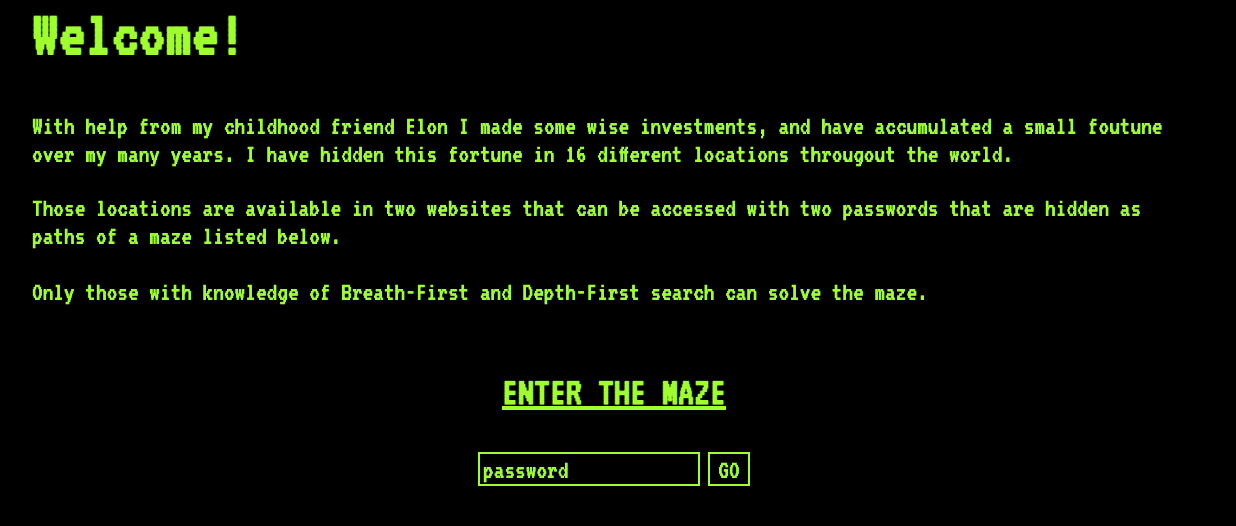 Welcome!
With help from my childhood friend Elon I made some wise investments, and have accumulated a small foutune
over my many years. I have hidden this fortune in 16 different locations througout the world.
Those locations are available in two websites that can be accessed with two passwords that are hidden as
paths of a maze listed below.
Only those with knowledge of Breath-First and Depth-First search can solve the maze.
ENTER THE MAZE
password GO